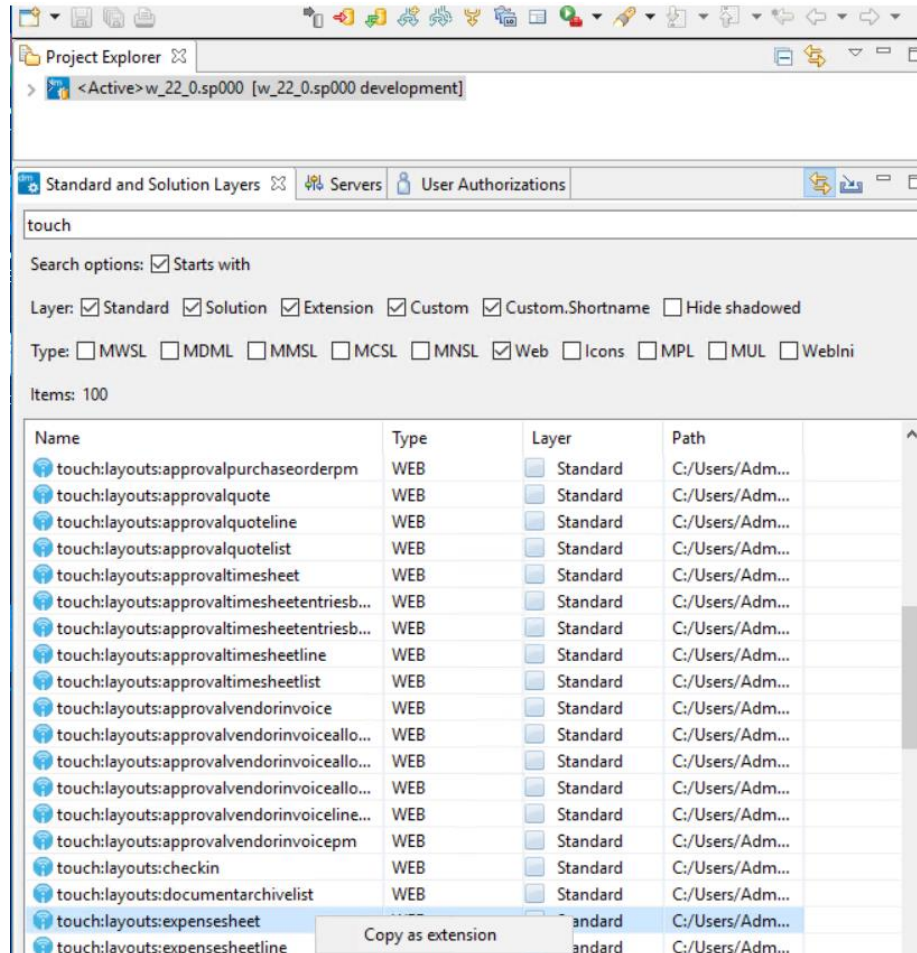 Project Explorer
<Active>w_22_0.sp000 [w_22_0.sp000 development]
Standard and Solution Layers Servers User Authorizations
touch
Search options: Starts with
Layer: Standard Solution Extension Custom Custom.Shortname Hide shadowed
Type: MWSL MDML MMSL MCSL MNSL Web Icons MPL MUL WebIni
Items: 100
Name Type Layer Path
touch:layouts:approvalpurchaseorderpm WEB Standard C:/Users/Adm...
touch:layouts:approvalquote WEB Standard C:/Users/Adm...
touch:layouts:approvalquoteline WEB Standard C:/Users/Adm...
touch:layouts:approvalquotelist WEB Standard C:/Users/Adm...
touch:layouts:approvaltimesheet WEB Standard C:/Users/Adm...
touch:layouts:approvaltimesheetentriesb... WEB Standard C:/Users/Adm...
touch:layouts:approvaltimesheetentriesb... WEB Standard C:/Users/Adm...
touch:layouts:approvaltimesheetline WEB Standard C:/Users/Adm...
touch:layouts:approvaltimesheetlist WEB Standard C:/Users/Adm...
touch:layouts:approvalvendorinvoice WEB Standard C:/Users/Adm...
touch:layouts:approvalvendorinvoiceallo... WEB Standard C:/Users/Adm...
touch:layouts:approvalvendorinvoiceallo... WEB Standard C:/Users/Adm...
touch:layouts:approvalvendorinvoiceallo... WEB Standard C:/Users/Adm...
touch:layouts:approvalvendorinvoiceline... WEB Standard C:/Users/Adm...
touch:layouts:approvalvendorinvoicepm WEB Standard C:/Users/Adm...
touch:layouts:checkin WEB Standard C:/Users/Adm...
touch:layouts:documentarchivelist WEB Standard C:/Users/Adm...
touch:layouts:expensesheet andard C:/Users/Adm...
Copy as extension
touch:layouts:expensesheetline andard C:/Users/Adm...